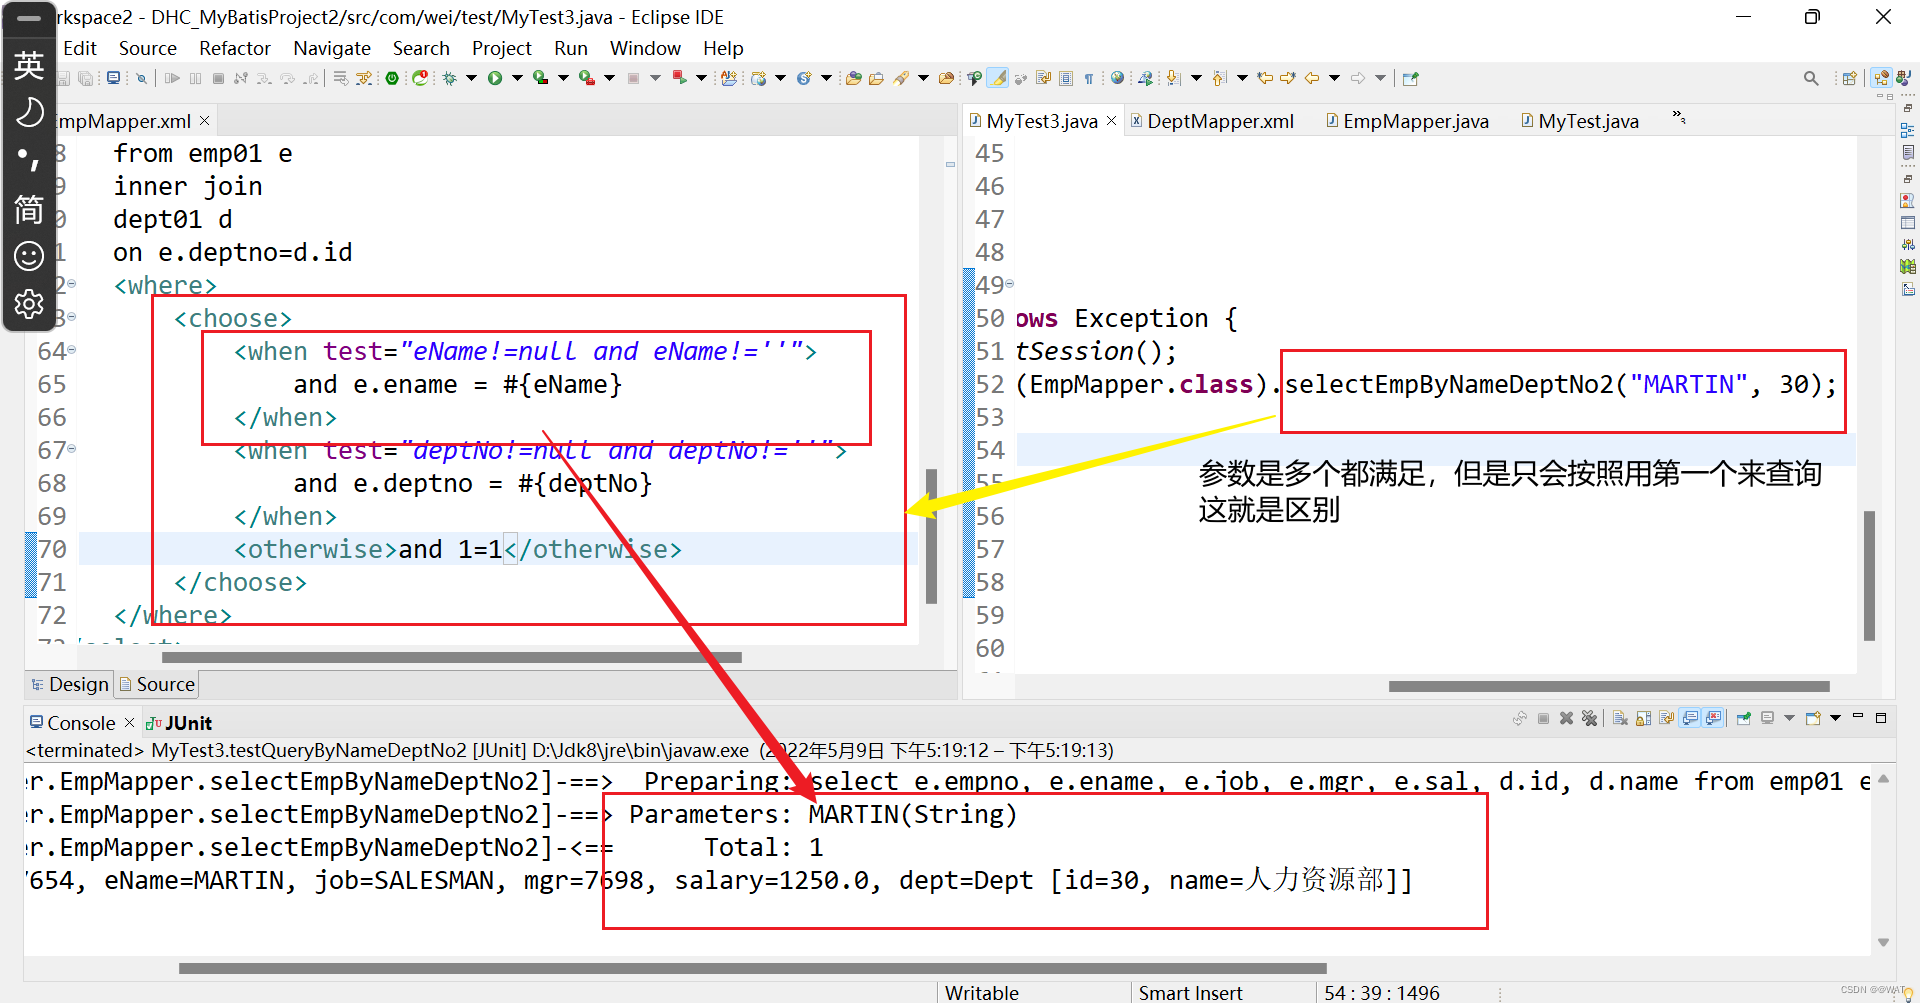 rkspace2 - DHC_MyBatisProject2/src/com/wei/test/MyTest3.java - Eclipse IDE
Edit Source Refactor Navigate Search Project Run Window Help
英
简
EmpMapper.xml
from emp01 e
inner join
dept01 d
on e.deptno=d.id
<where>
<choose>
64 <when test="eName!=null and eName!=''">
65 and e.ename = #{eName}
66 </when>
67 <when test="deptNo!=null and deptNo!=''">
68 and e.deptno = #{deptNo}
69 </when>
70 <otherwise>and 1=1</otherwise>
71 </choose>
72 </where>
Design Source
MyTest3.java DeptMapper.xml EmpMapper.java MyTest.java »3
45
46
47
48
49
50 ows Exception {
51 tSession();
52 (EmpMapper.class).selectEmpByNameDeptNo2("MARTIN", 30);
53
54
55
56
57
58
59
60
参数是多个都满足，但是只会按照用第一个来查询
这就是区别
Console JUnit
<terminated> MyTest3.testQueryByNameDeptNo2 [JUnit] D:\Jdk8\jre\bin\javaw.exe (2022年5月9日 下午5:19:12 – 下午5:19:13)
r.EmpMapper.selectEmpByNameDeptNo2]-==> Preparing: select e.empno, e.ename, e.job, e.mgr, e.sal, d.id, d.name from emp01 e
r.EmpMapper.selectEmpByNameDeptNo2]-==> Parameters: MARTIN(String)
r.EmpMapper.selectEmpByNameDeptNo2]-<== Total: 1
7654, eName=MARTIN, job=SALESMAN, mgr=7698, salary=1250.0, dept=Dept [id=30, name=人力资源部]]
Writable Smart Insert 54 : 39 : 1496
CSDN @@WAT